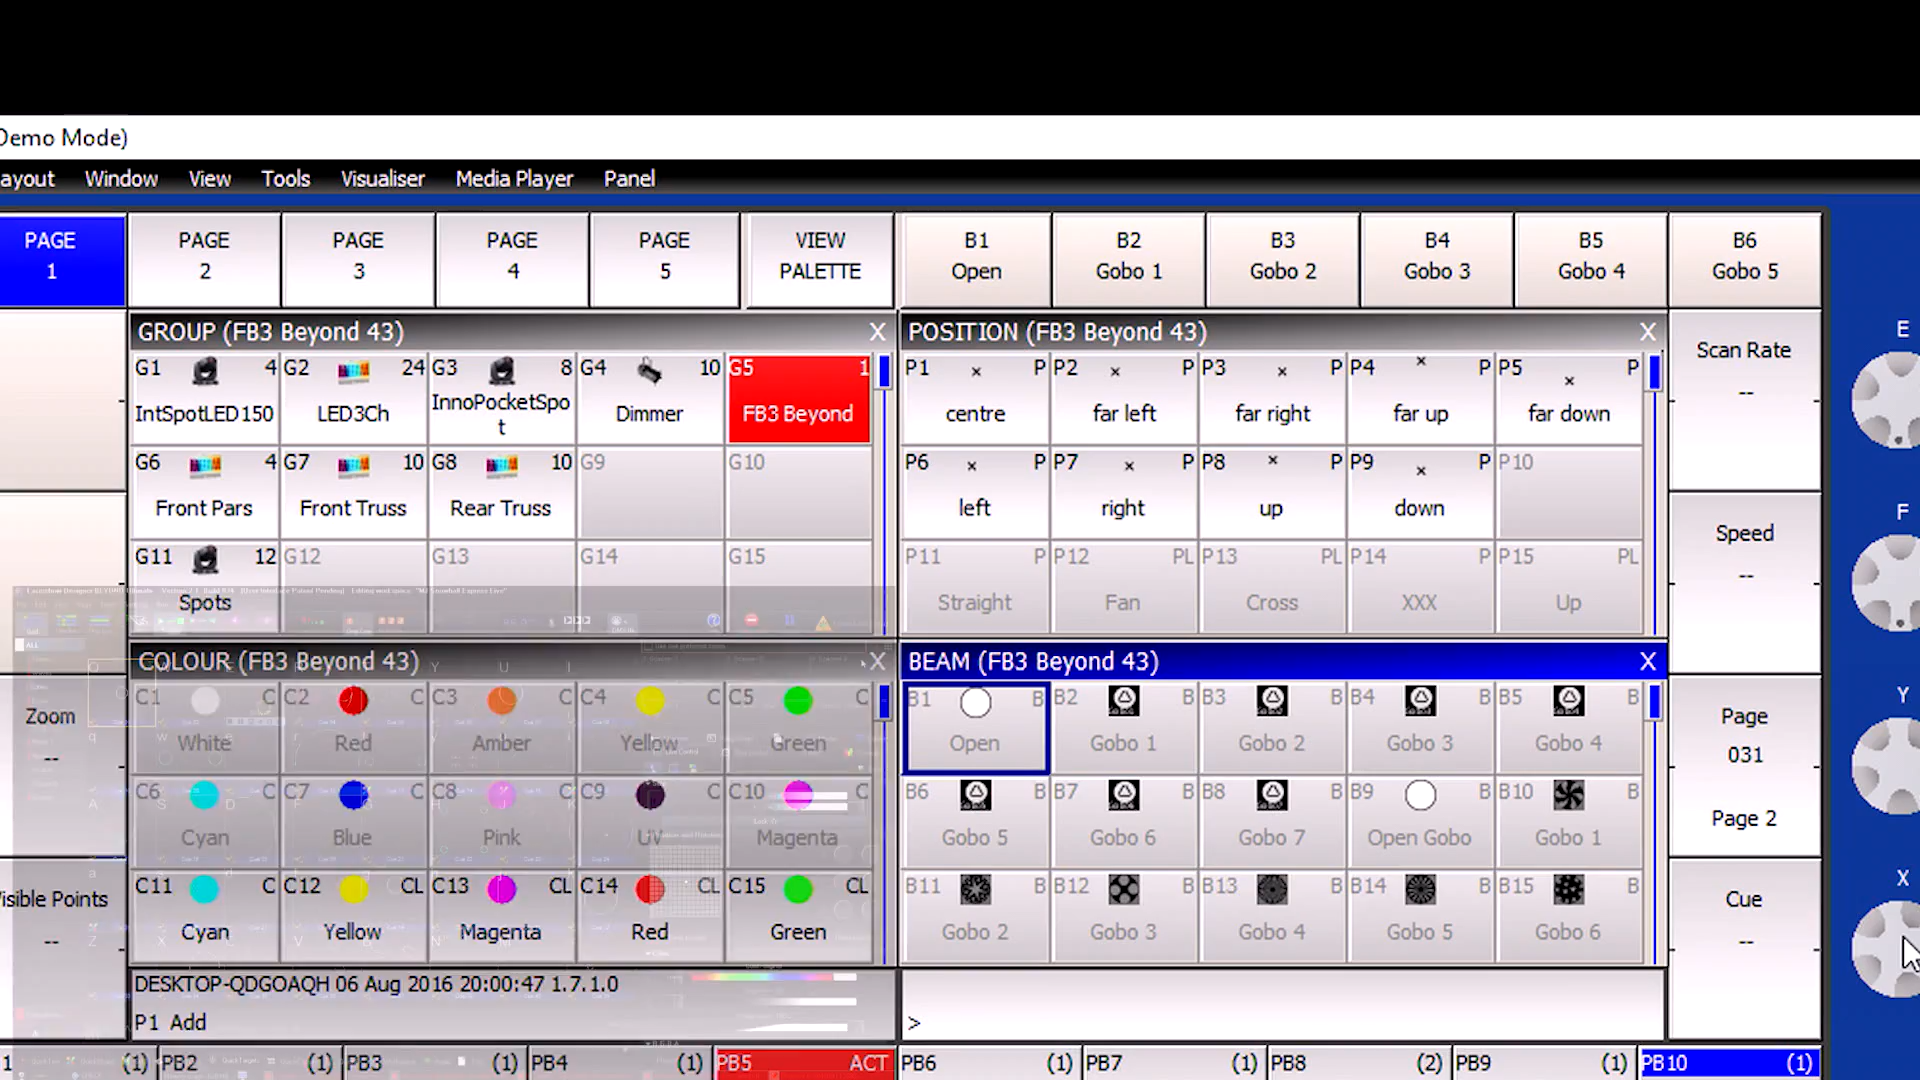 Demo Mode)
ayout Window View Tools Visualiser Media Player Panel
PAGE 1
PAGE 2
PAGE 3
PAGE 4
PAGE 5
VIEW PALETTE
B1 Open
B2 Gobo 1
B3 Gobo 2
B4 Gobo 3
B5 Gobo 4
B6 Gobo 5
GROUP (FB3 Beyond 43) X
G1 4 IntSpotLED150
G2 24 LED3Ch
G3 8 InnoPocketSpot
G4 10 Dimmer
G5 1 FB3 Beyond
G6 4 Front Pars
G7 10 Front Truss
G8 10 Rear Truss
G9
G10
G11 12 Spots
G12
G13
G14
G15
POSITION (FB3 Beyond 43) X
P1 P centre
P2 P far left
P3 P far right
P4 P far up
P5 P far down
P6 P left
P7 P right
P8 P up
P9 P down
P10
P11 P Straight
P12 PL Fan
P13 PL Cross
P14 P XXX
P15 PL Up
COLOUR (FB3 Beyond 43) X
C1 C White
C2 C Red
C3 C Amber
C4 C Yellow
C5 C Green
C6 C Cyan
C7 C Blue
C8 C Pink
C9 C UV
C10 C Magenta
C11 C Cyan
C12 CL Yellow
C13 CL Magenta
C14 CL Red
C15 CL Green
BEAM (FB3 Beyond 43) X
B1 B Open
B2 B Gobo 1
B3 B Gobo 2
B4 B Gobo 3
B5 B Gobo 4
B6 B Gobo 5
B7 B Gobo 6
B8 B Gobo 7
B9 B Open Gobo
B10 B Gobo 1
B11 B Gobo 2
B12 B Gobo 3
B13 B Gobo 4
B14 B Gobo 5
B15 B Gobo 6
Zoom
--
isible Points
--
Scan Rate
--
Speed
--
Page
031
Page 2
Cue
--
E
F
Y
X
DESKTOP-QDGOAQH 06 Aug 2016 20:00:47 1.7.1.0
P1 Add
>
1 (1) PB2 (1) PB3 (1) PB4 (1) PB5 ACT PB6 (1) PB7 (1) PB8 (2) PB9 (1) PB10 (1)